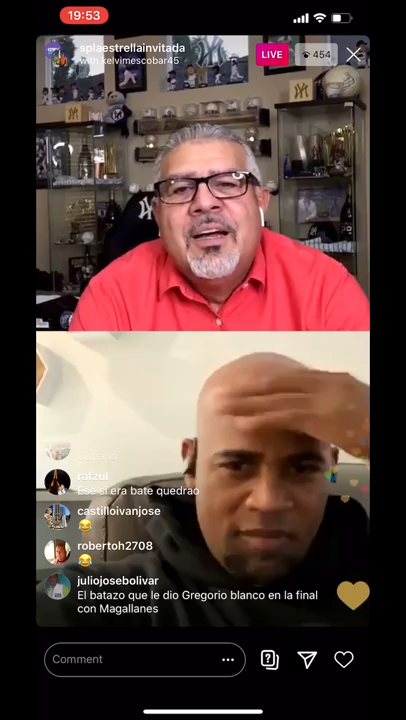 19:53
splaestrellainvitada
with kelvimescobar45
LIVE
454
rafzul
Ese si era bate quedrao
castilloivanjose
😂
robertoh2708
😂
juliojosebolivar
El batazo que le dio Gregorio blanco en la final
con Magallanes
Comment